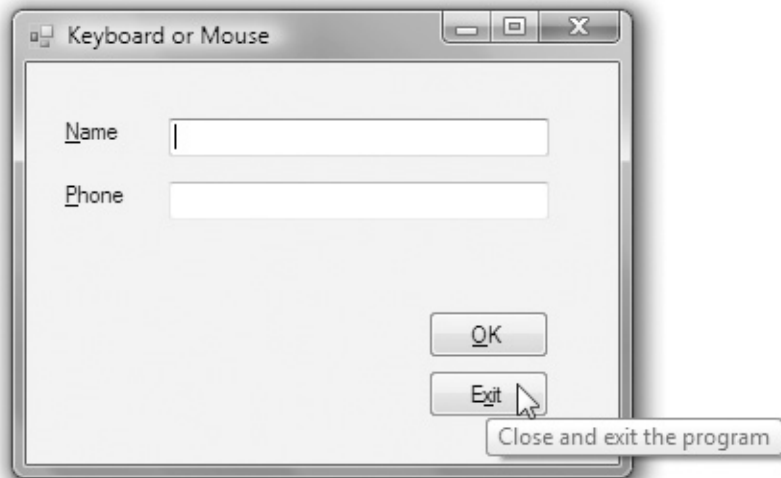 Keyboard or Mouse
Name
Phone
OK
Exit
Close and exit the program